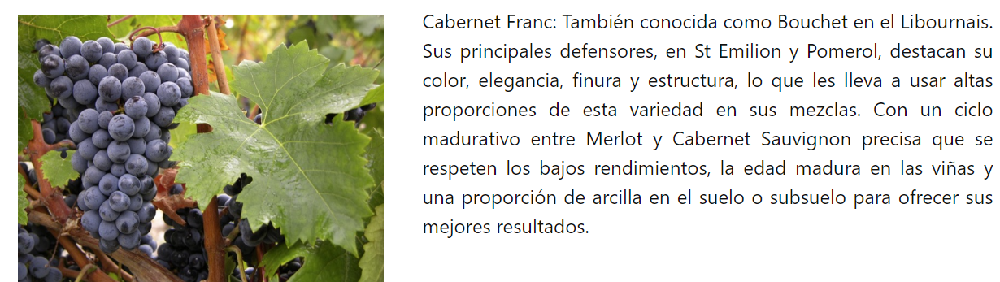 Cabernet Franc: También conocida como Bouchet en el Libournais.
Sus principales defensores, en St Emilion y Pomerol, destacan su
color, elegancia, finura y estructura, lo que les lleva a usar altas
proporciones de esta variedad en sus mezclas. Con un ciclo
madurativo entre Merlot y Cabernet Sauvignon precisa que se
respeten los bajos rendimientos, la edad madura en las viñas y
una proporción de arcilla en el suelo o subsuelo para ofrecer sus
mejores resultados.